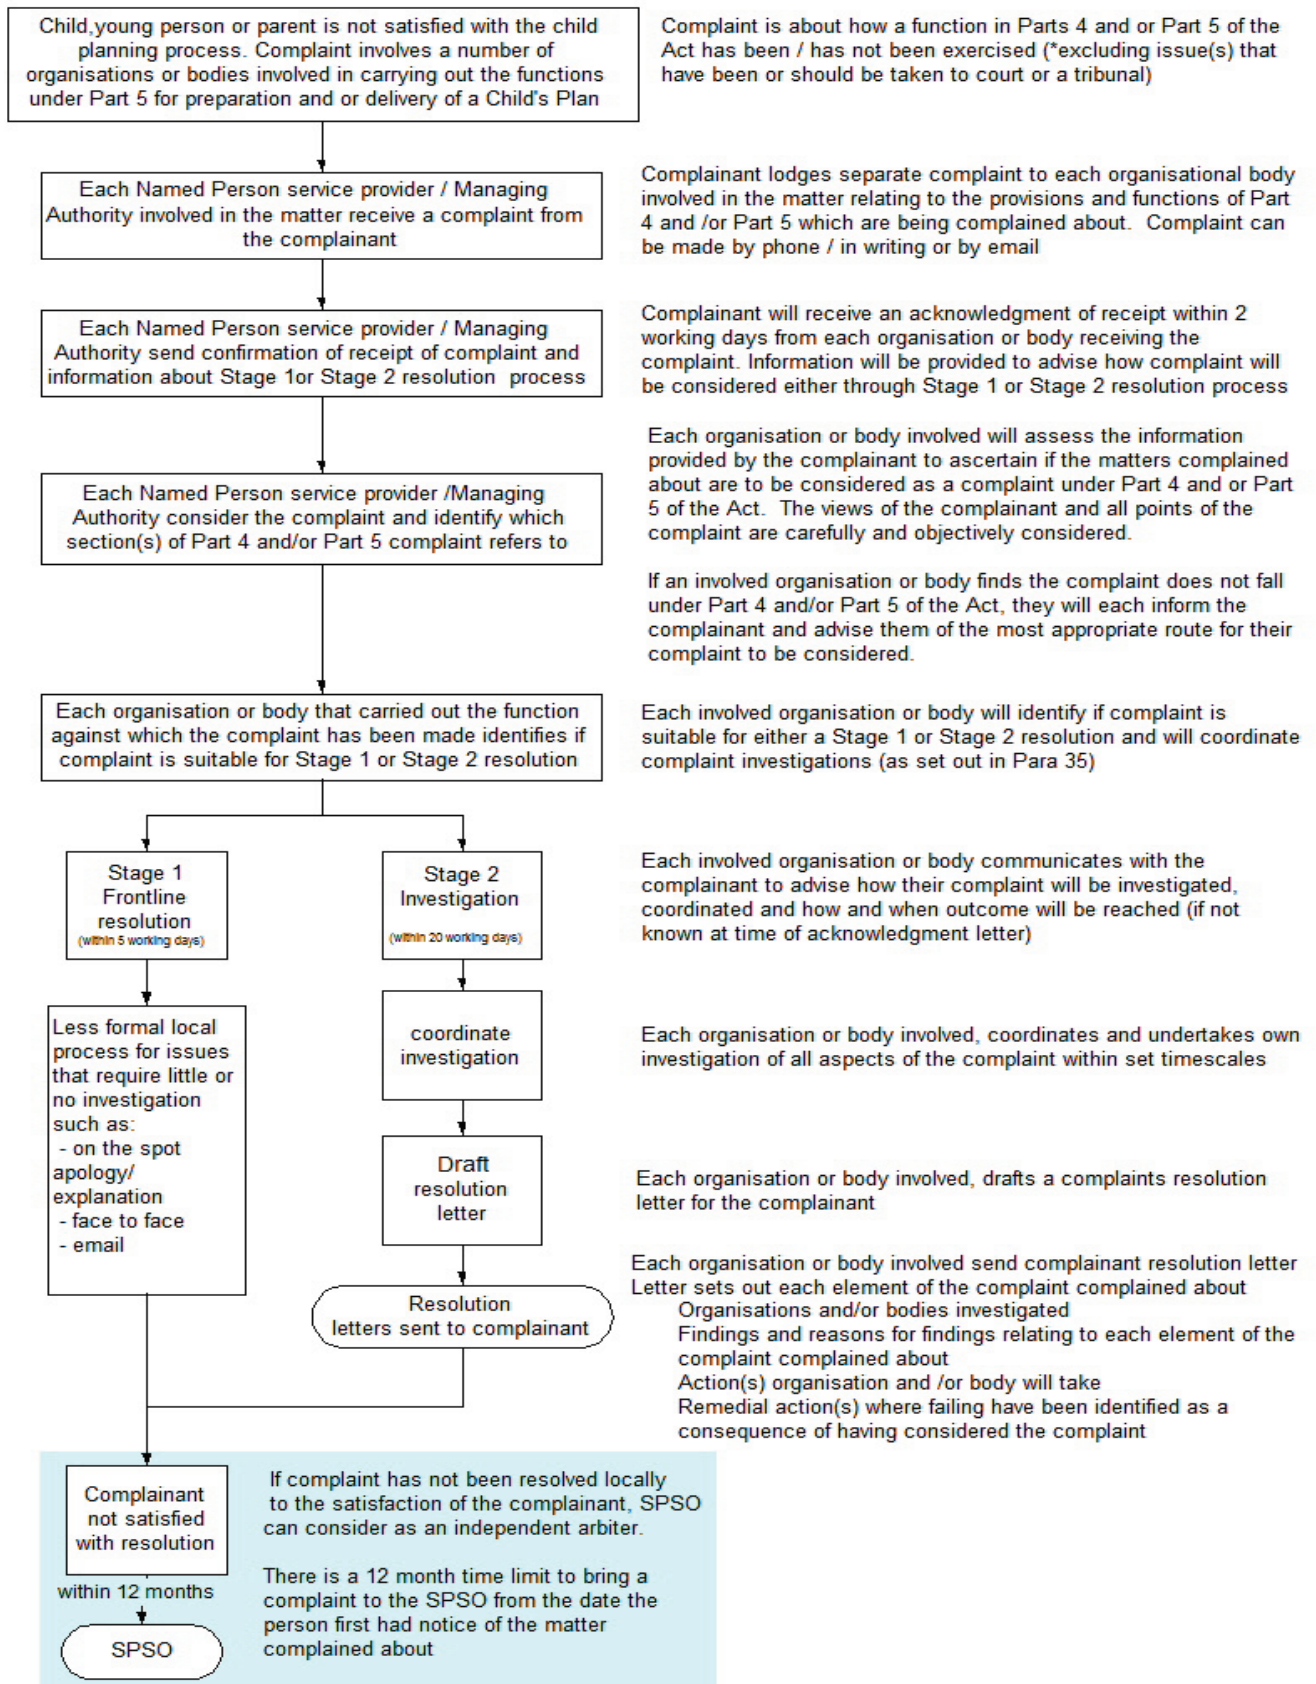 Child,young person or parent is not satisfied with the child
planning process. Complaint involves a number of
organisations or bodies involved in carrying out the functions
under Part 5 for preparation and or delivery of a Child's Plan
Complaint is about how a function in Parts 4 and or Part 5 of the
Act has been / has not been exercised (*excluding issue(s) that
have been or should be taken to court or a tribunal)
Each Named Person service provider / Managing
Authority involved in the matter receive a complaint from
the complainant
Complainant lodges separate complaint to each organisational body
involved in the matter relating to the provisions and functions of Part
4 and /or Part 5 which are being complained about. Complaint can
be made by phone / in writing or by email
Each Named Person service provider / Managing
Authority send confirmation of receipt of complaint and
information about Stage 1or Stage 2 resolution process
Complainant will receive an acknowledgment of receipt within 2
working days from each organisation or body receiving the
complaint. Information will be provided to advise how complaint will
be considered either through Stage 1 or Stage 2 resolution process
Each Named Person service provider /Managing
Authority consider the complaint and identify which
section(s) of Part 4 and/or Part 5 complaint refers to
Each organisation or body involved will assess the information
provided by the complainant to ascertain if the matters complained
about are to be considered as a complaint under Part 4 and or Part
5 of the Act. The views of the complainant and all points of the
complaint are carefully and objectively considered.
If an involved organisation or body finds the complaint does not fall
under Part 4 and/or Part 5 of the Act, they will each inform the
complainant and advise them of the most appropriate route for their
complaint to be considered.
Each organisation or body that carried out the function
against which the complaint has been made identifies if
complaint is suitable for Stage 1 or Stage 2 resolution
Each involved organisation or body will identify if complaint is
suitable for either a Stage 1 or Stage 2 resolution and will coordinate
complaint investigations (as set out in Para 35)
Stage 1
Frontline
resolution
(within 5 working days)
Stage 2
Investigation
(within 20 working days)
Each involved organisation or body communicates with the
complainant to advise how their complaint will be investigated,
coordinated and how and when outcome will be reached (if not
known at time of acknowledgment letter)
Less formal local
process for issues
that require little or
no investigation
such as:
- on the spot
apology/
explanation
- face to face
- email
coordinate
investigation
Each organisation or body involved, coordinates and undertakes own
investigation of all aspects of the complaint within set timescales
Draft
resolution
letter
Each organisation or body involved, drafts a complaints resolution
letter for the complainant
Resolution
letters sent to complainant
Each organisation or body involved send complainant resolution letter
Letter sets out each element of the complaint complained about
Organisations and/or bodies investigated
Findings and reasons for findings relating to each element of the
complaint complained about
Action(s) organisation and /or body will take
Remedial action(s) where failing have been identified as a
consequence of having considered the complaint
Complainant
not satisfied
with resolution
within 12 months
SPSO
If complaint has not been resolved locally
to the satisfaction of the complainant, SPSO
can consider as an independent arbiter.
There is a 12 month time limit to bring a
complaint to the SPSO from the date the
person first had notice of the matter
complained about